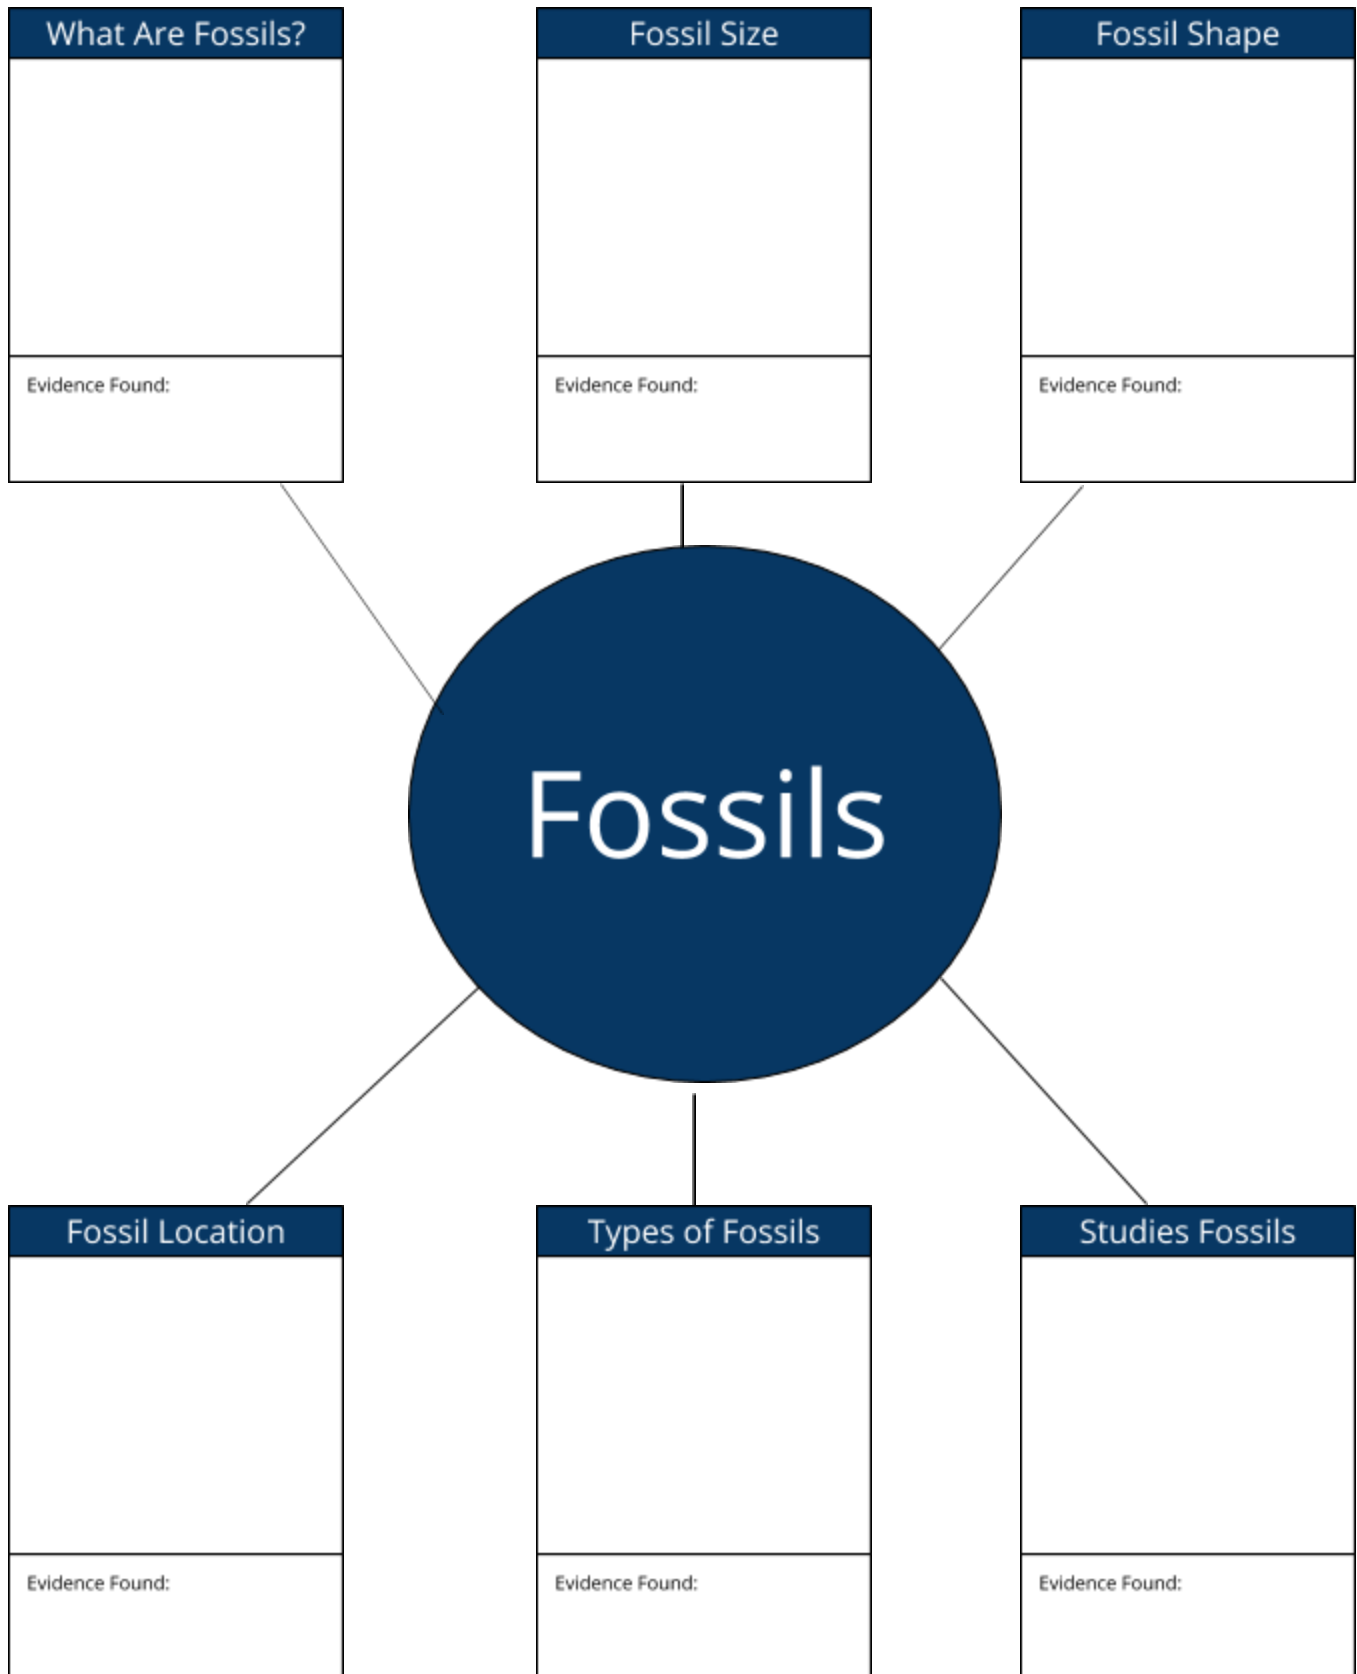 What Are Fossils?
Fossil Size
Fossil Shape
Evidence Found:
Evidence Found:
Evidence Found:
Fossils
Fossil Location
Types of Fossils
Studies Fossils
Evidence Found:
Evidence Found:
Evidence Found: